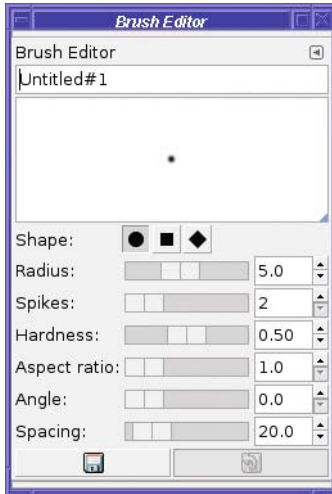 Brush Editor
Brush Editor
Untitled#1
Shape:
Radius: 5.0
Spikes: 2
Hardness: 0.50
Aspect ratio: 1.0
Angle: 0.0
Spacing: 20.0